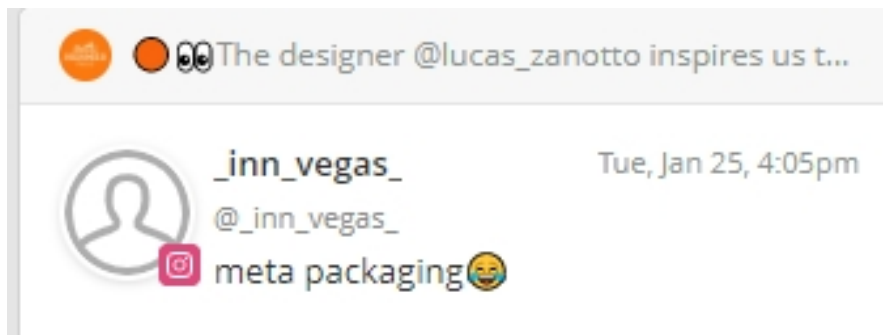 🟠👀The designer @lucas_zanotto inspires us t...
_inn_vegas_
Tue, Jan 25, 4:05pm
@_inn_vegas_
meta packaging😂